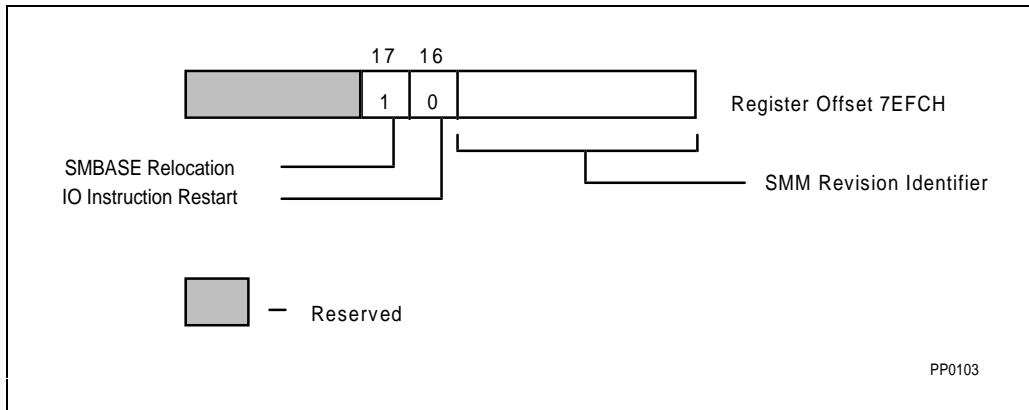 17 16
1 0
Register Offset 7EFCH
SMBASE Relocation
IO Instruction Restart
SMM Revision Identifier
– Reserved
PP0103